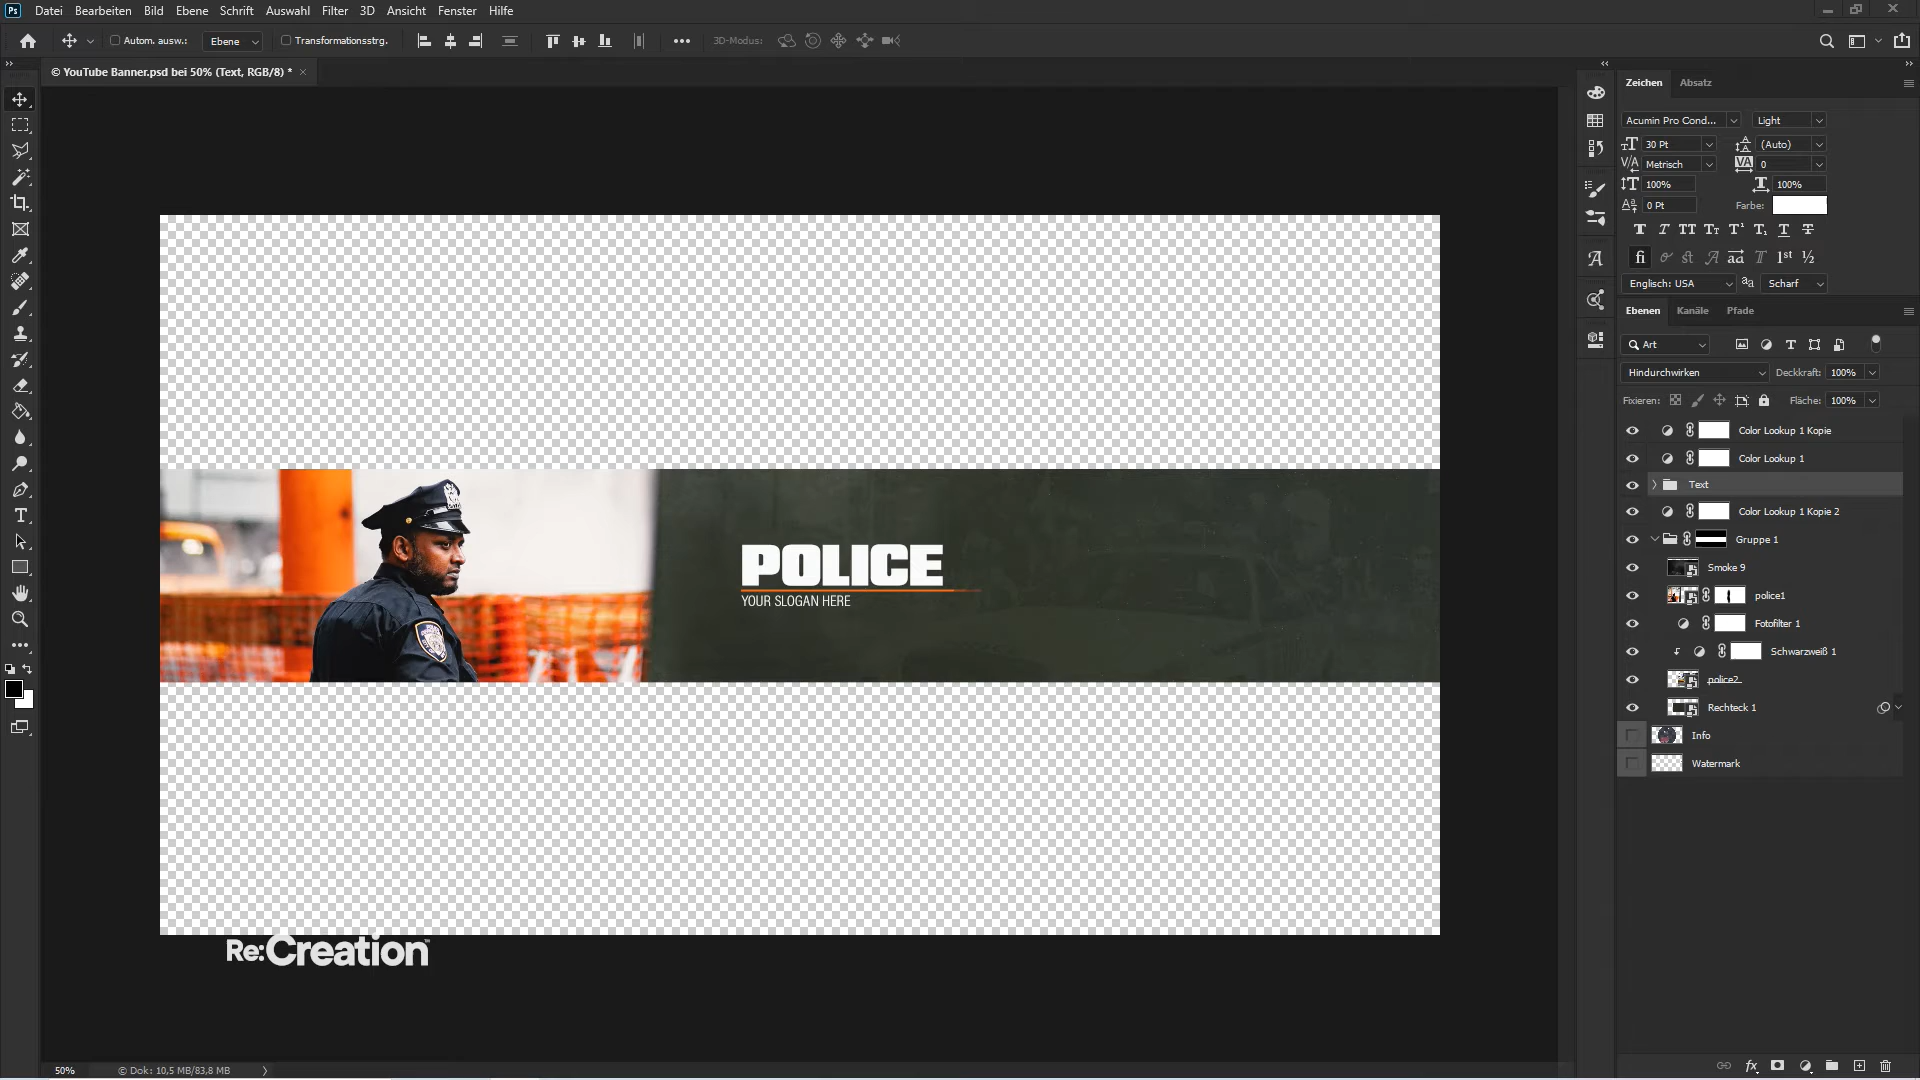 Ps Datei Bearbeiten Bild Ebene Schrift Auswahl Filter 3D Ansicht Fenster Hilfe
Autom. ausw.: Ebene Transformationsstrg. 3D-Modus:
© YouTube Banner.psd bei 50% (Text, RGB/8) *
Zeichen Absatz
Acumin Pro Cond... Light
30 Pt (Auto)
Metrisch 0
100% 100%
0 Pt Farbe:
Englisch: USA Scharf
Ebenen Kanäle Pfade
Art
Hindurchwirken Deckkraft: 100%
Fixieren: Fläche: 100%
Color Lookup 1 Kopie
Color Lookup 1
Text
Color Lookup 1 Kopie 2
Gruppe 1
Smoke 9
police1
Fotofilter 1
Schwarzweiß 1
police2
Rechteck 1
Info
Watermark
POLICE
YOUR SLOGAN HERE
Re:Creation™
50% © Dok: 10,5 MB/83,8 MB